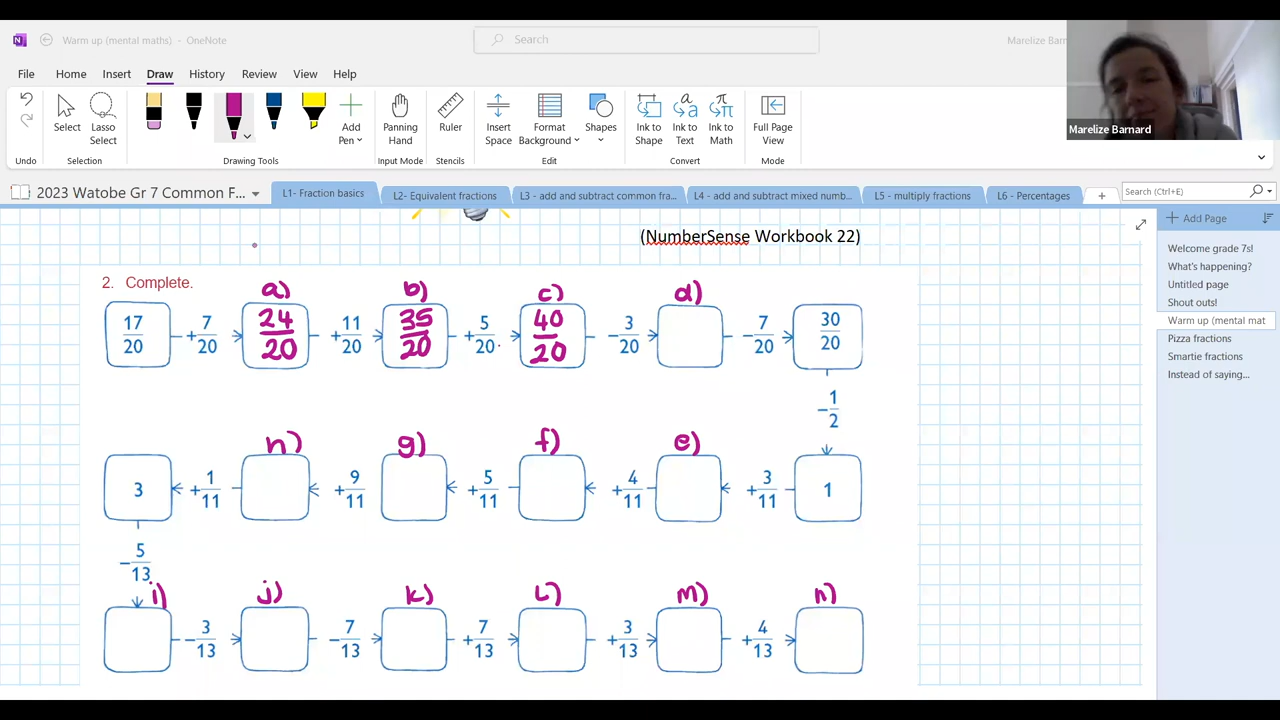 Warm up (mental maths) - OneNote
Search
Marelize Barn
Marelize Barnard
File Home Insert Draw History Review View Help
Undo
Select
Lasso Select
Add Pen
Panning Hand
Ruler
Insert Space
Format Background
Shapes
Ink to Shape
Ink to Text
Ink to Math
Full Page View
Undo Selection Drawing Tools Input Mode Stencils Edit Convert Mode
2023 Watobe Gr 7 Common F...
L1- Fraction basics
L2- Equivalent fractions
L3 - add and subtract common fra...
L4 - add and subtract mixed numb...
L5 - multiply fractions
L6 - Percentages
Search (Ctrl+E)
Add Page
Welcome grade 7s!
What's happening?
Untitled page
Shout outs!
Warm up (mental mat
Pizza fractions
Smartie fractions
Instead of saying...
(NumberSense Workbook 22)
2. Complete.
a) b) c) d)
17/20 +7/20 24/20 +11/20 35/20 +5/20 40/20 -3/20 -7/20 30/20
-1/2
h) g) f) e)
3 +1/11 +9/11 +5/11 +4/11 +3/11 1
-5/13
i) j) k) L) m) n)
-3/13 -7/13 +7/13 +3/13 +4/13